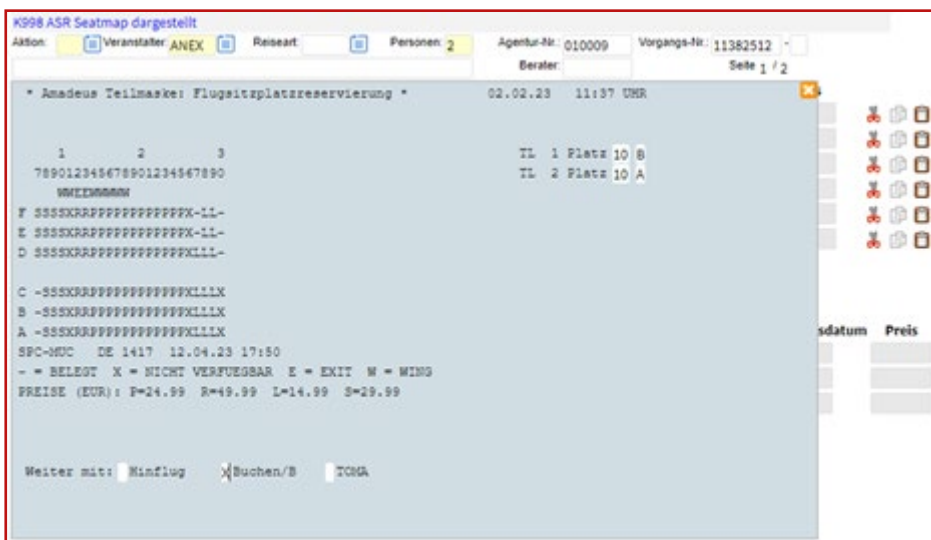 K998 ASR Seatmap dargestellt
Aktion: Veranstalter: ANEX Reiseart: Personen: 2 Agentur-Nr.: 010009 Vorgangs-Nr.: 11382512 -
Berater: Seite 1 / 2
* Amadeus Teilmaske: Flugsitzplatzreservierung * 02.02.23 11:37 UHR
1 2 3 TL 1 Platz 10 B
789012345678901234567890 TL 2 Platz 10 A
WWEEWWWWW
F SSSSXRRPPPPPPPPPPPPX-LL-
E SSSSXRRPPPPPPPPPPPPX-LL-
D SSSSXRRPPPPPPPPPPPPXLLL-
C -SSSXRRPPPPPPPPPPPPXLLLX
B -SSSXRRPPPPPPPPPPPPXLLLX
A -SSSXRRPPPPPPPPPPPPXLLLX
SPC-MUC DE 1417 12.04.23 17:50
- = BELEGT X = NICHT VERFUEGBAR E = EXIT W = WING
PREISE (EUR): P=24.99 R=49.99 L=14.99 S=29.99
sdatum Preis
Weiter mit: Hinflug X Buchen/B TOMA